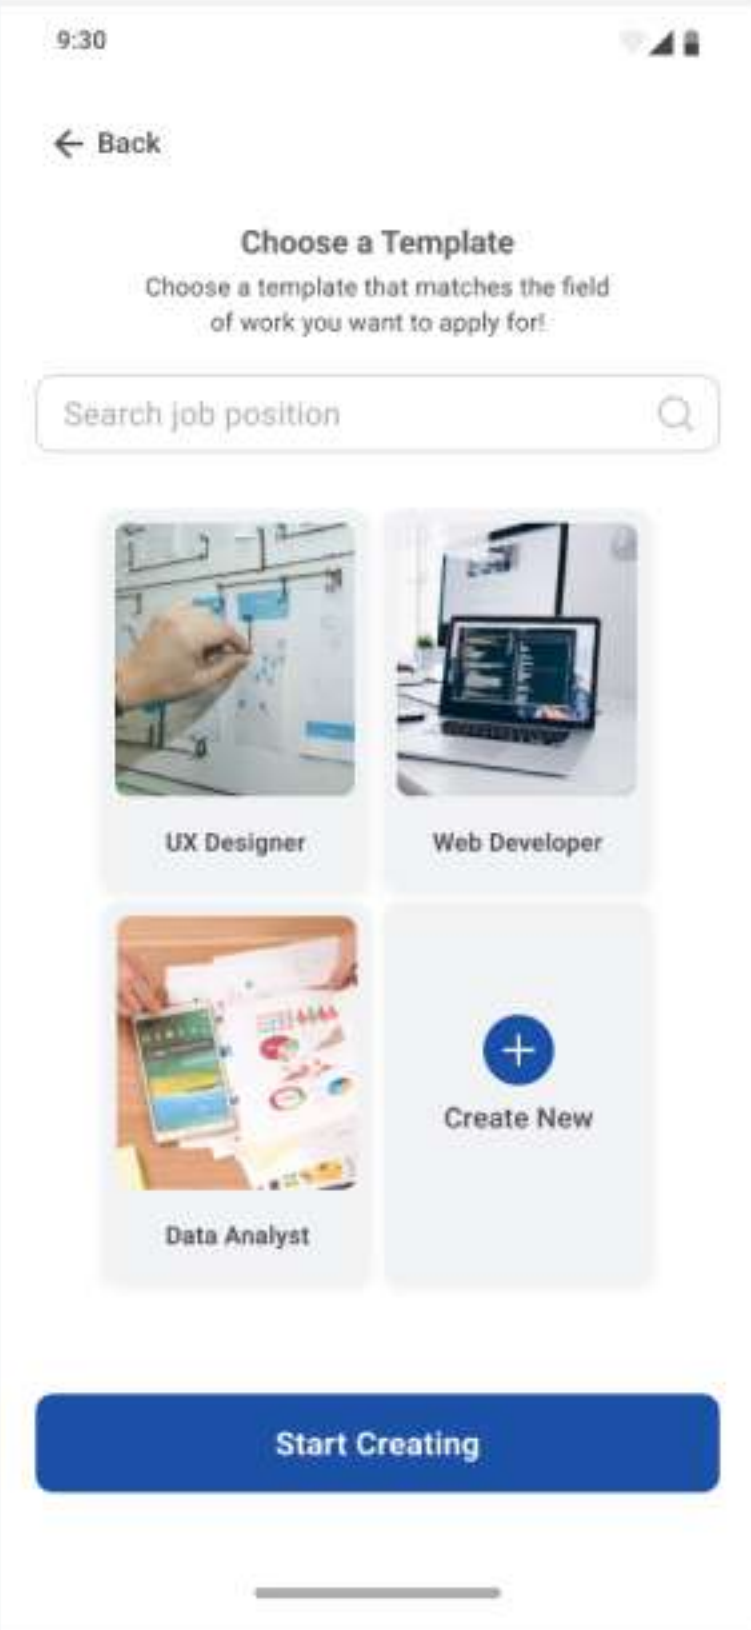 9:30
Back
Choose a Template
Choose a template that matches the field
of work you want to apply for!
Search job position
UX Designer
Web Developer
Create New
Data Analyst
Start Creating